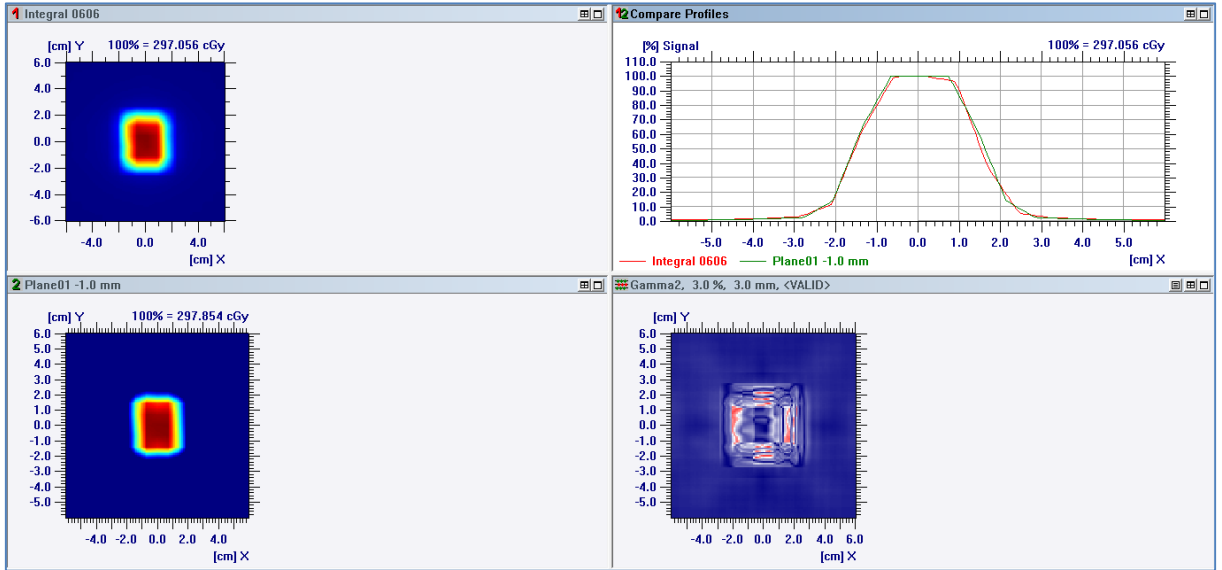 1 Integral 0606
[cm] Y 100% = 297.056 cGy
6.0
4.0
2.0
0.0
-2.0
-4.0
-6.0
-4.0 0.0 4.0
[cm] X
12 Compare Profiles
[%] Signal 100% = 297.056 cGy
110.0
100.0
90.0
80.0
70.0
60.0
50.0
40.0
30.0
20.0
10.0
0.0
-5.0 -4.0 -3.0 -2.0 -1.0 0.0 1.0 2.0 3.0 4.0 5.0
Integral 0606 Plane01 -1.0 mm [cm] X
2 Plane01 -1.0 mm
[cm] Y 100% = 297.854 cGy
6.0
5.0
4.0
3.0
2.0
1.0
0.0
-1.0
-2.0
-3.0
-4.0
-5.0
-4.0 -2.0 0.0 2.0 4.0
[cm] X
Gamma2, 3.0 %, 3.0 mm, <VALID>
[cm] Y
6.0
5.0
4.0
3.0
2.0
1.0
0.0
-1.0
-2.0
-3.0
-4.0
-5.0
-4.0 -2.0 0.0 2.0 4.0 6.0
[cm] X